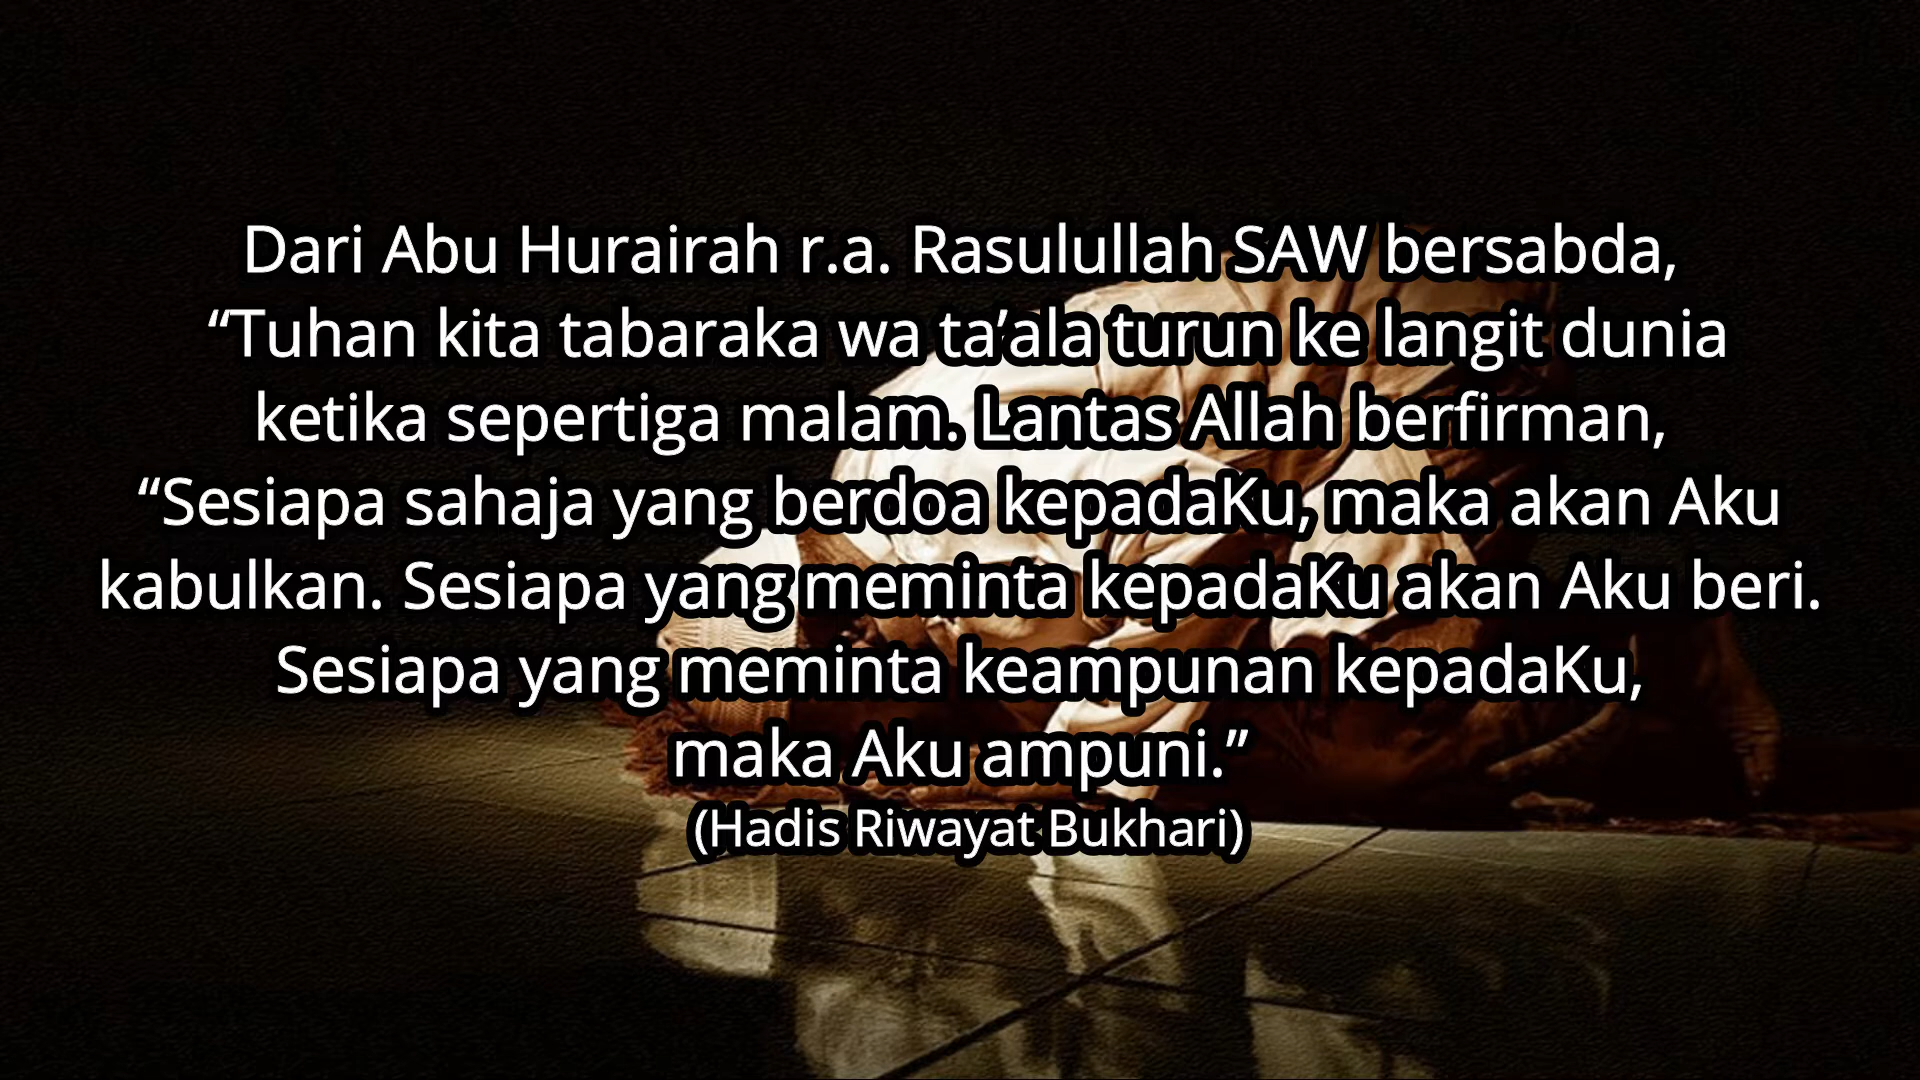 Dari Abu Hurairah r.a. Rasulullah SAW bersabda,
“Tuhan kita tabaraka wa ta’ala turun ke langit dunia
ketika sepertiga malam. Lantas Allah berfirman,
“Sesiapa sahaja yang berdoa kepadaKu, maka akan Aku
kabulkan. Sesiapa yang meminta kepadaKu akan Aku beri.
Sesiapa yang meminta keampunan kepadaKu,
maka Aku ampuni.”
(Hadis Riwayat Bukhari)